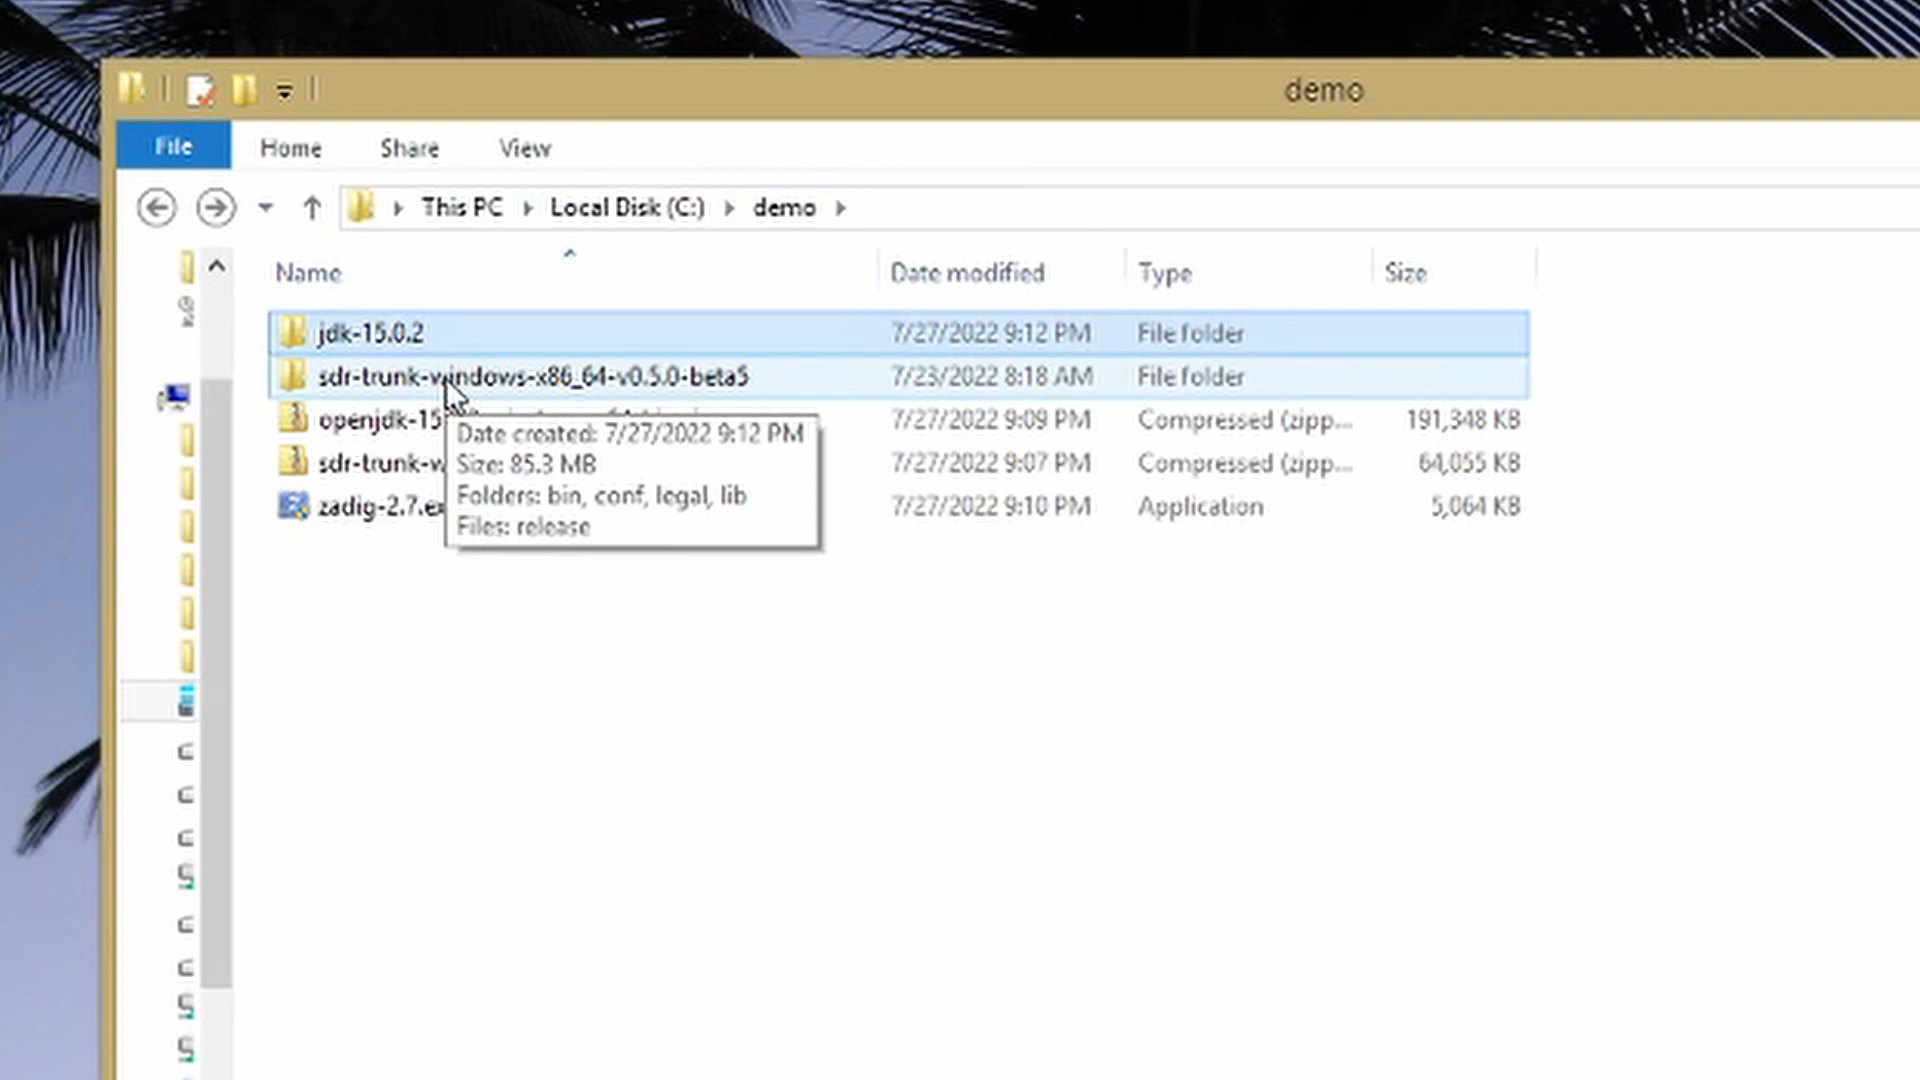 demo
File Home Share View
This PC Local Disk (C:) demo
Name Date modified Type Size
jdk-15.0.2 7/27/2022 9:12 PM File folder
sdr-trunk-windows-x86_64-v0.5.0-beta5 7/23/2022 8:18 AM File folder
openjdk-15 7/27/2022 9:09 PM Compressed (zipp... 191,348 KB
sdr-trunk-w 7/27/2022 9:07 PM Compressed (zipp... 64,055 KB
zadig-2.7.ex 7/27/2022 9:10 PM Application 5,064 KB
Date created: 7/27/2022 9:12 PM
Size: 85.3 MB
Folders: bin, conf, legal, lib
Files: release